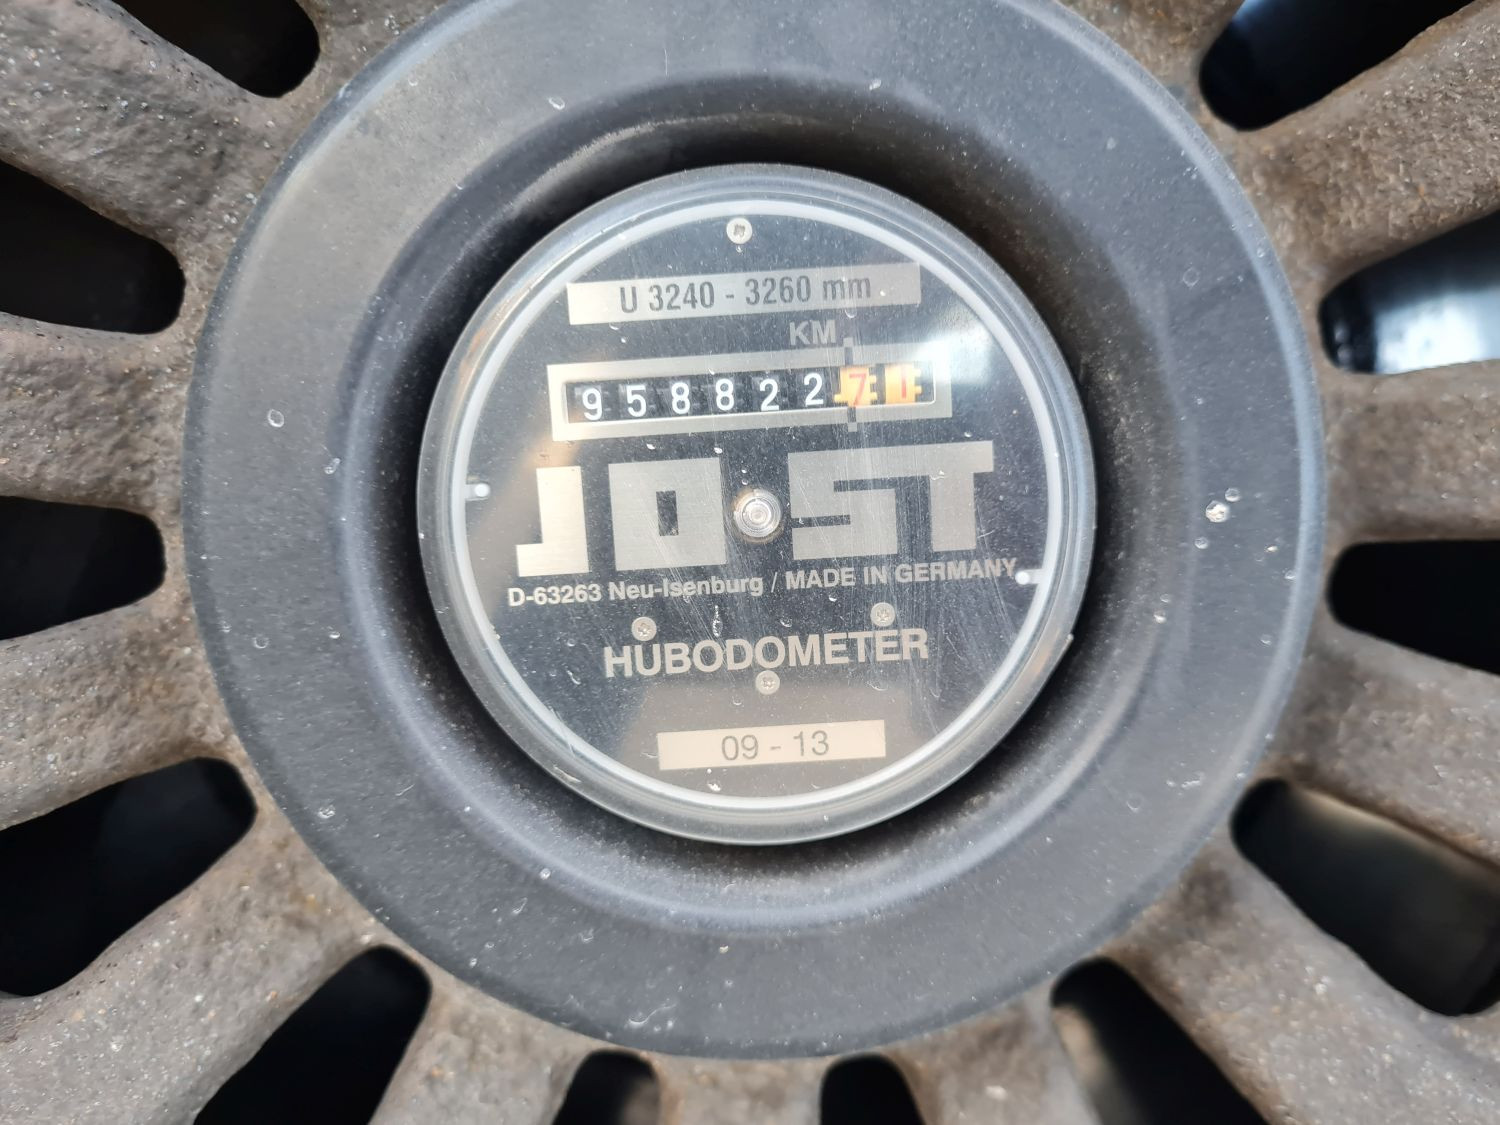 U 3240 - 3260 mm
KM
95882271
JOST
D-63263 Neu-Isenburg / MADE IN GERMANY
HUBODOMETER
09 - 13